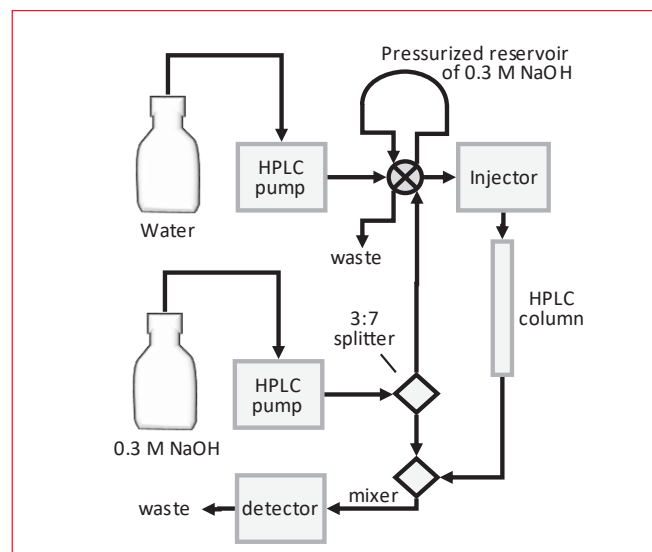 Pressurized reservoir
of 0.3 M NaOH
HPLC
pump
Injector
Water
waste
HPLC
column
3:7
splitter
HPLC
pump
0.3 M NaOH
mixer
waste
detector